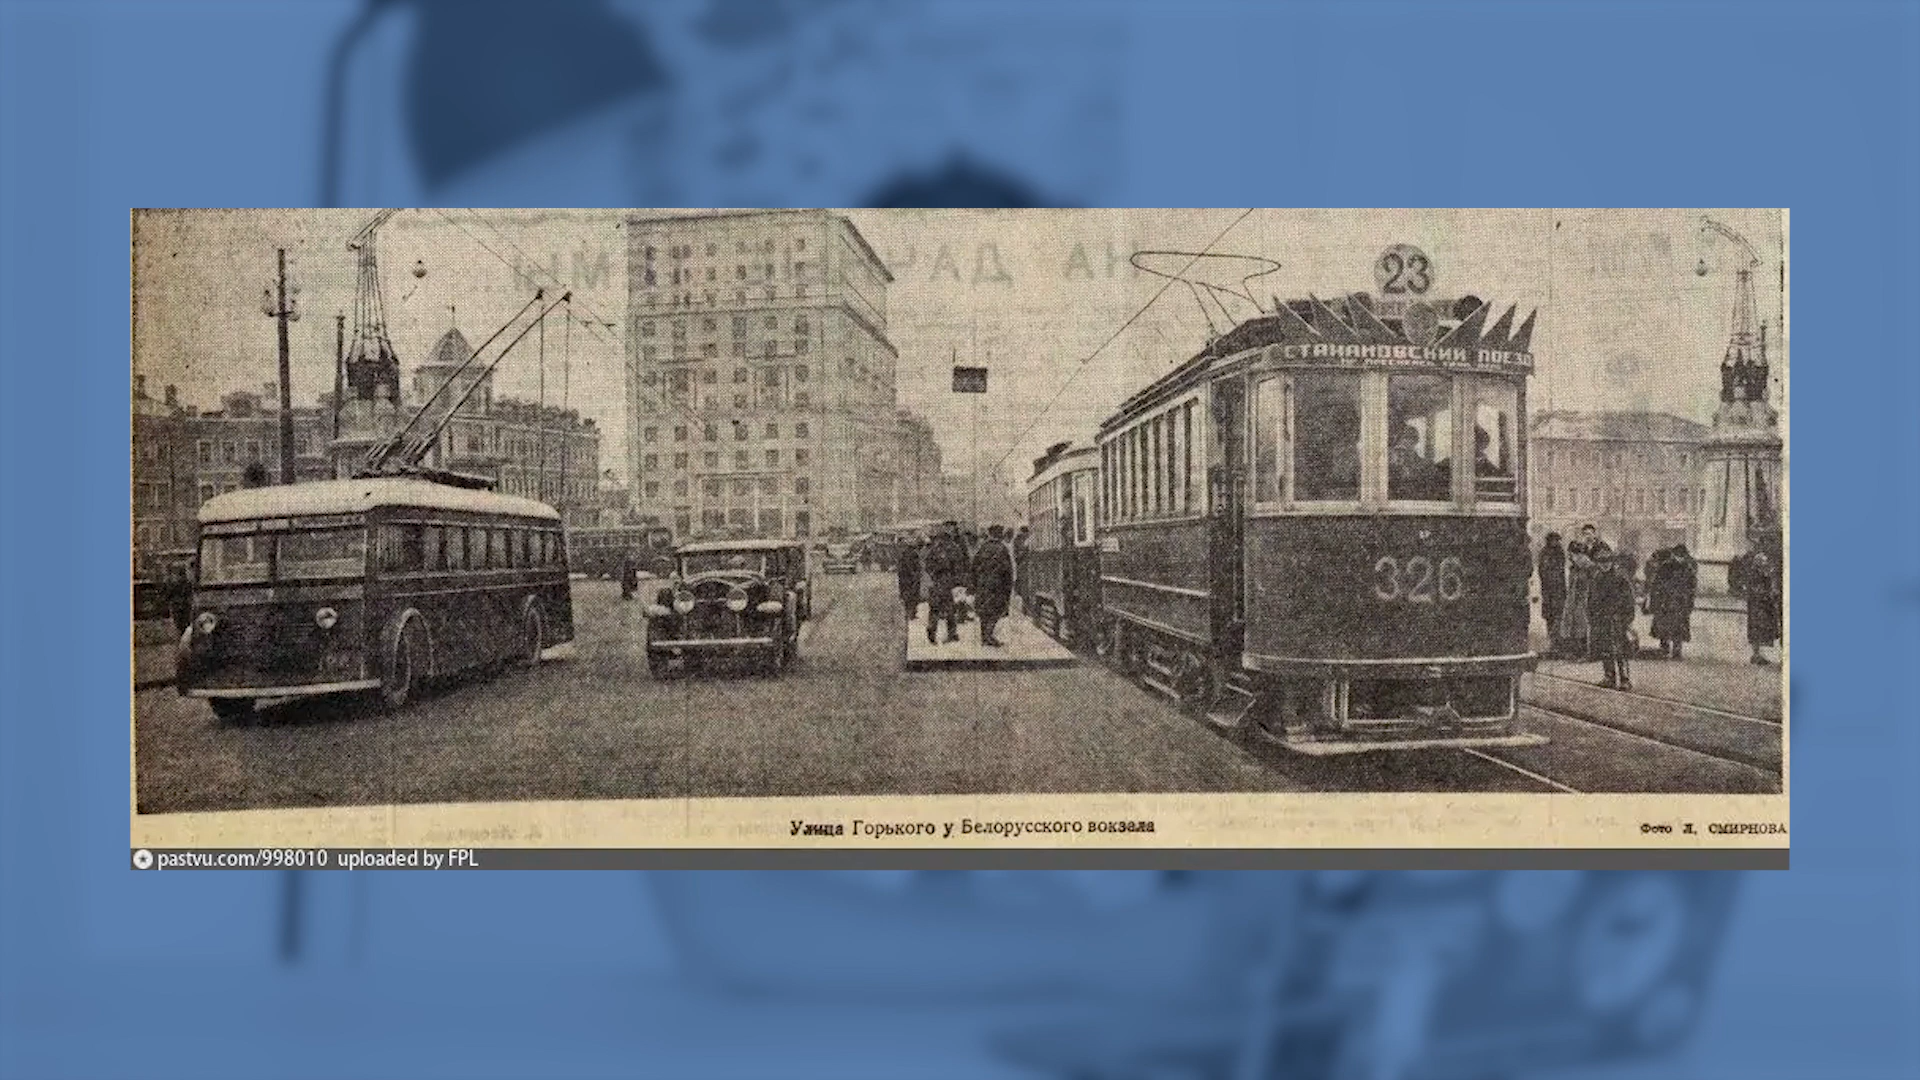 23
СТАХАНОВСКИЙ ПОЕЗД
326
Улица Горького у Белорусского вокзала
Фото Л. СМИРНОВА
pastvu.com/998010 uploaded by FPL